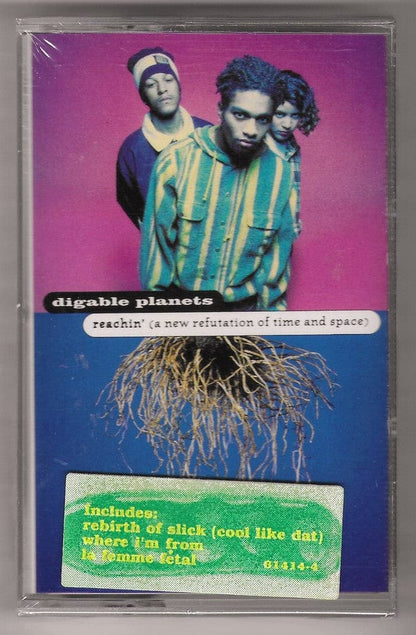 digable planets
reachin' (a new refutation of time and space)
Includes:
rebirth of slick (cool like dat)
where i'm from
la femme fétal
61414-4